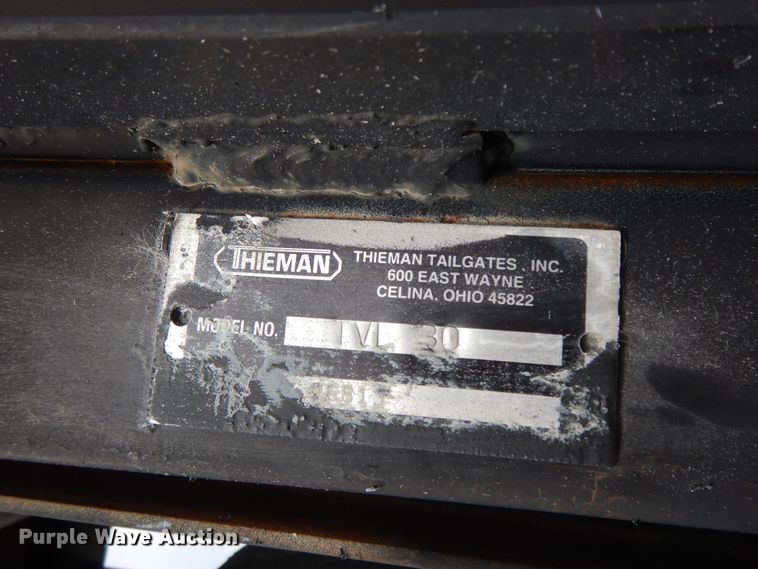 THIEMAN
THIEMAN TAILGATES, INC.
600 EAST WAYNE
CELINA, OHIO 45822
MODEL NO. TVL 30
Purple Wave Auction